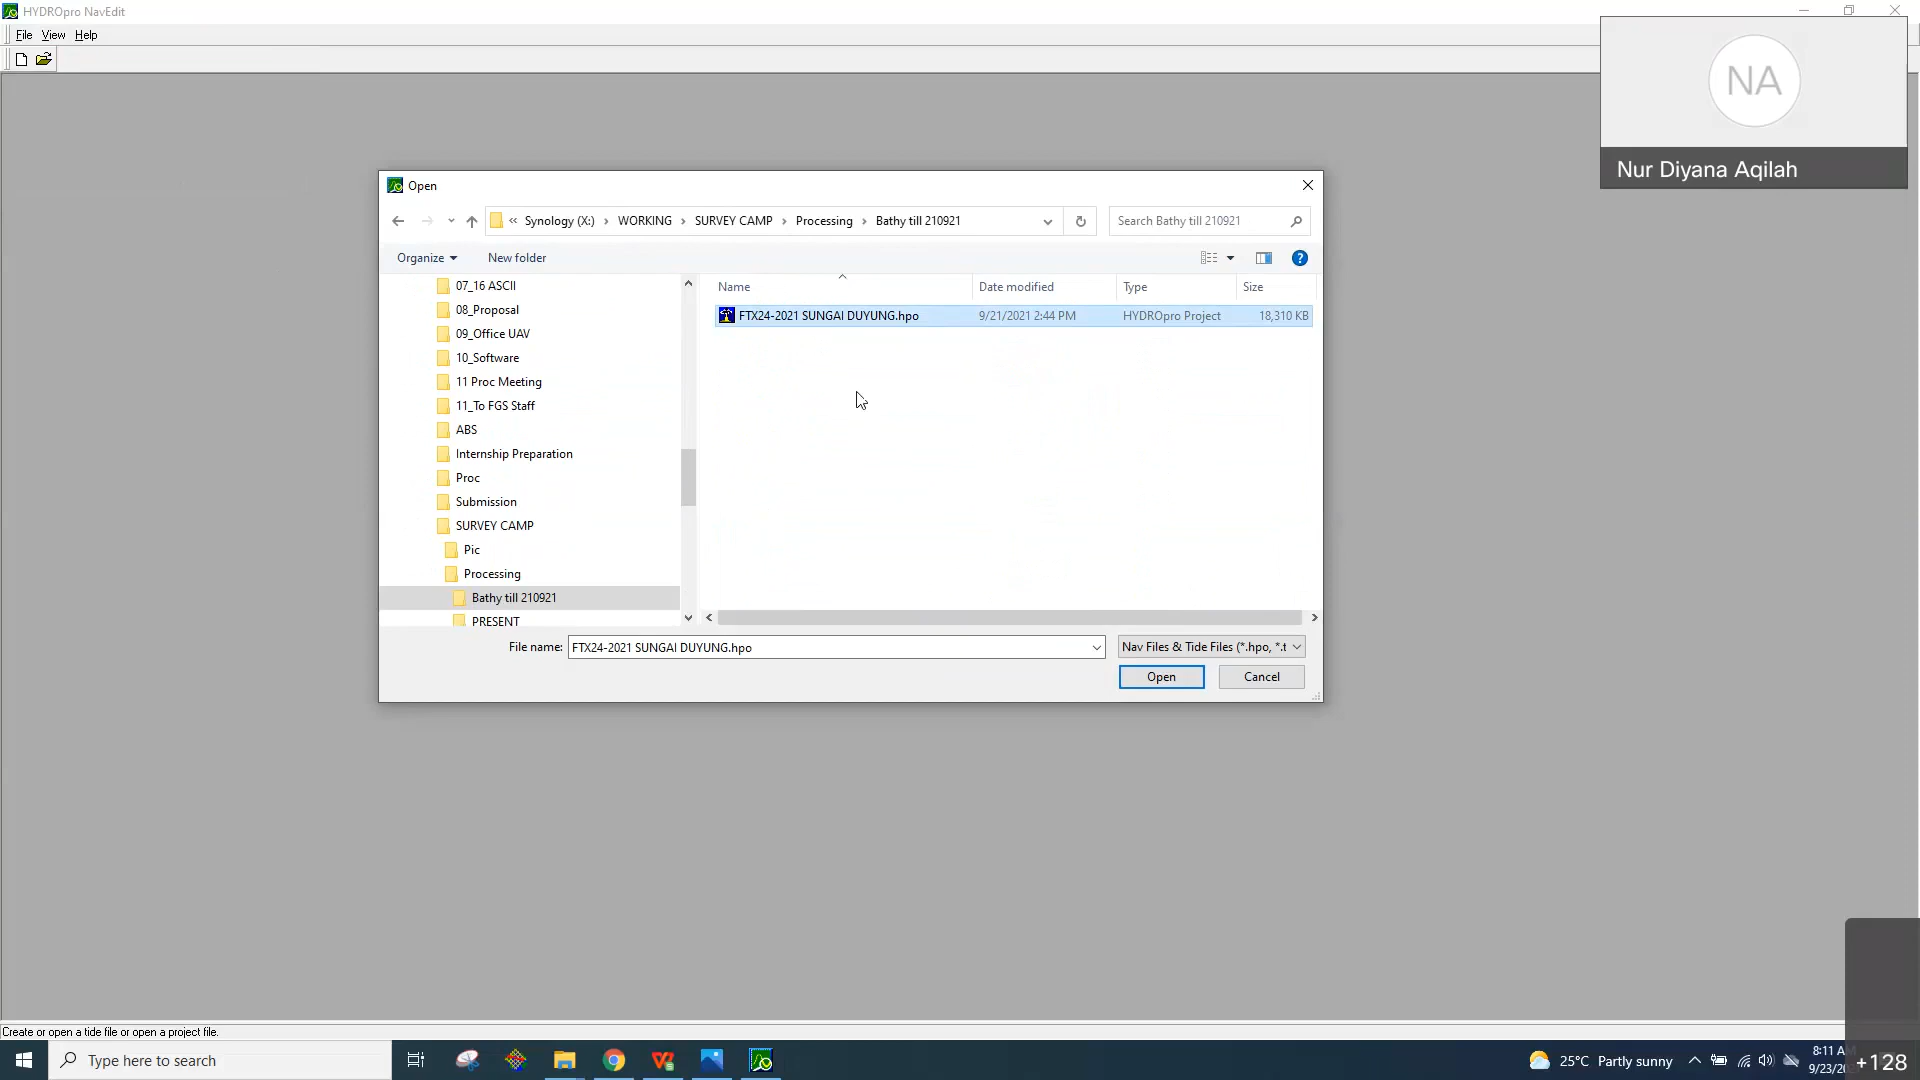 HYDROpro NavEdit
File View Help
NA
Nur Diyana Aqilah
Open
« Synology (X:) › WORKING › SURVEY CAMP › Processing › Bathy till 210921
Search Bathy till 210921
Organize New folder
07_16 ASCII
08_Proposal
09_Office UAV
10_Software
11 Proc Meeting
11_To FGS Staff
ABS
Internship Preparation
Proc
Submission
SURVEY CAMP
Pic
Processing
Bathy till 210921
PRESENT
Name Date modified Type Size
FTX24-2021 SUNGAI DUYUNG.hpo 9/21/2021 2:44 PM HYDROpro Project 18,310 KB
File name: FTX24-2021 SUNGAI DUYUNG.hpo Nav Files & Tide Files (*.hpo, *.t
Open Cancel
Create or open a tide file or open a project file.
Type here to search
25°C Partly sunny
8:11 A
9/23/20
+128